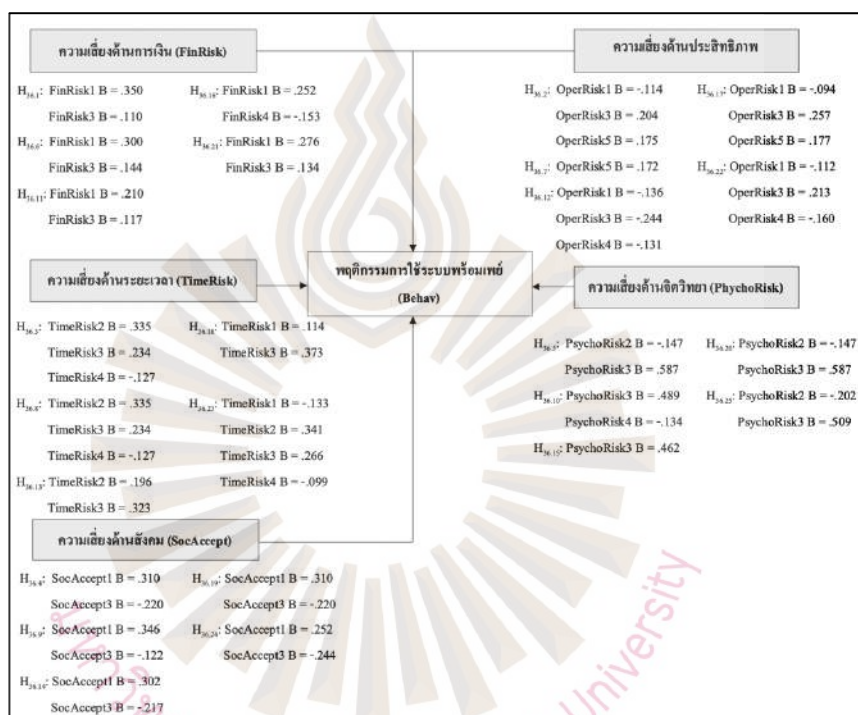 ความเสี่ยงด้านการเงิน (FinRisk)
H36.1: FinRisk1 B = .350
FinRisk3 B = .110
H36.6: FinRisk1 B = .300
FinRisk3 B = .144
H36.11: FinRisk1 B = .210
FinRisk3 B = .117
H36.16: FinRisk1 B = .252
FinRisk4 B = -.153
H36.21: FinRisk1 B = .276
FinRisk3 B = .134
ความเสี่ยงด้านประสิทธิภาพ
H36.2: OperRisk1 B = -.114
OperRisk3 B = .204
OperRisk5 B = .175
H36.7: OperRisk5 B = .172
H36.12: OperRisk1 B = -.136
OperRisk3 B = -.244
OperRisk4 B = -.131
H36.17: OperRisk1 B = -.094
OperRisk3 B = .257
OperRisk5 B = .177
H36.22: OperRisk1 B = -.112
OperRisk3 B = .213
OperRisk4 B = -.160
พฤติกรรมการใช้ระบบพร้อมเพย์
(Behav)
ความเสี่ยงด้านระยะเวลา (TimeRisk)
H36.3: TimeRisk2 B = .335
TimeRisk3 B = .234
TimeRisk4 B = -.127
H36.8: TimeRisk2 B = .335
TimeRisk3 B = .234
TimeRisk4 B = -.127
H36.13: TimeRisk2 B = .196
TimeRisk3 B = .323
H36.18: TimeRisk1 B = .114
TimeRisk3 B = .373
H36.23: TimeRisk1 B = -.133
TimeRisk2 B = .341
TimeRisk3 B = .266
TimeRisk4 B = -.099
ความเสี่ยงด้านจิตวิทยา (PhychoRisk)
H36.5: PsychoRisk2 B = -.147
PsychoRisk3 B = .587
H36.10: PsychoRisk3 B = .489
PsychoRisk4 B = -.134
H36.15: PsychoRisk3 B = .462
H36.20: PsychoRisk2 B = -.147
PsychoRisk3 B = .587
H36.25: PsychoRisk2 B = -.202
PsychoRisk3 B = .509
ความเสี่ยงด้านสังคม (SocAccept)
H36.4: SocAccept1 B = .310
SocAccept3 B = -.220
H36.9: SocAccept1 B = .346
SocAccept3 B = -.122
H36.14: SocAccept1 B = .302
SocAccept3 B = -.217
H36.19: SocAccept1 B = .310
SocAccept3 B = -.220
H36.24: SocAccept1 B = .252
SocAccept3 B = -.244
University